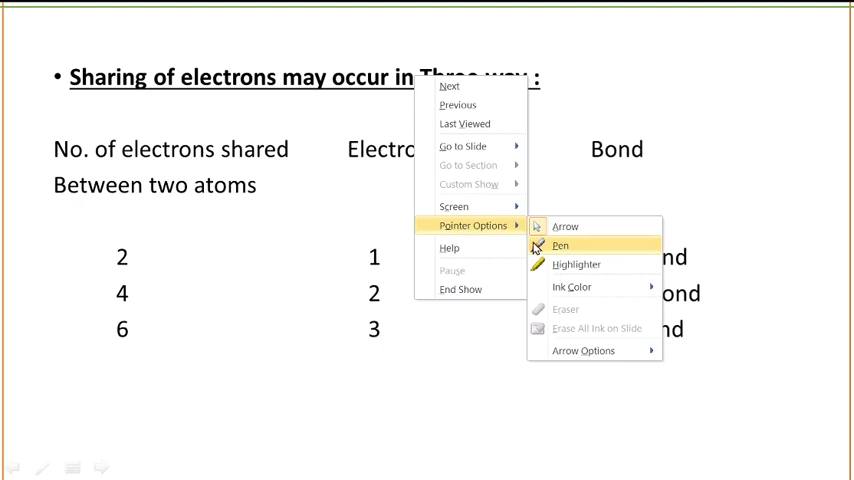 • Sharing of electrons may occur in Three way :
No. of electrons shared Electro Bond
Between two atoms
2 1 nd
4 2 ond
6 3 nd
Next
Previous
Last Viewed
Go to Slide
Go to Section
Custom Show
Screen
Pointer Options
Help
Pause
End Show
Arrow
Pen
Highlighter
Ink Color
Eraser
Erase All Ink on Slide
Arrow Options